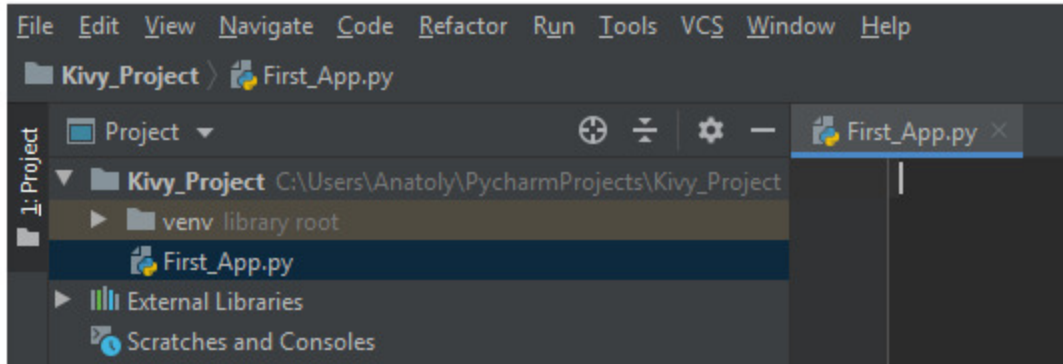 File Edit View Navigate Code Refactor Run Tools VCS Window Help
Kivy_Project First_App.py
1: Project
Project
First_App.py
Kivy_Project C:\Users\Anatoly\PycharmProjects\Kivy_Project
venv library root
First_App.py
External Libraries
Scratches and Consoles